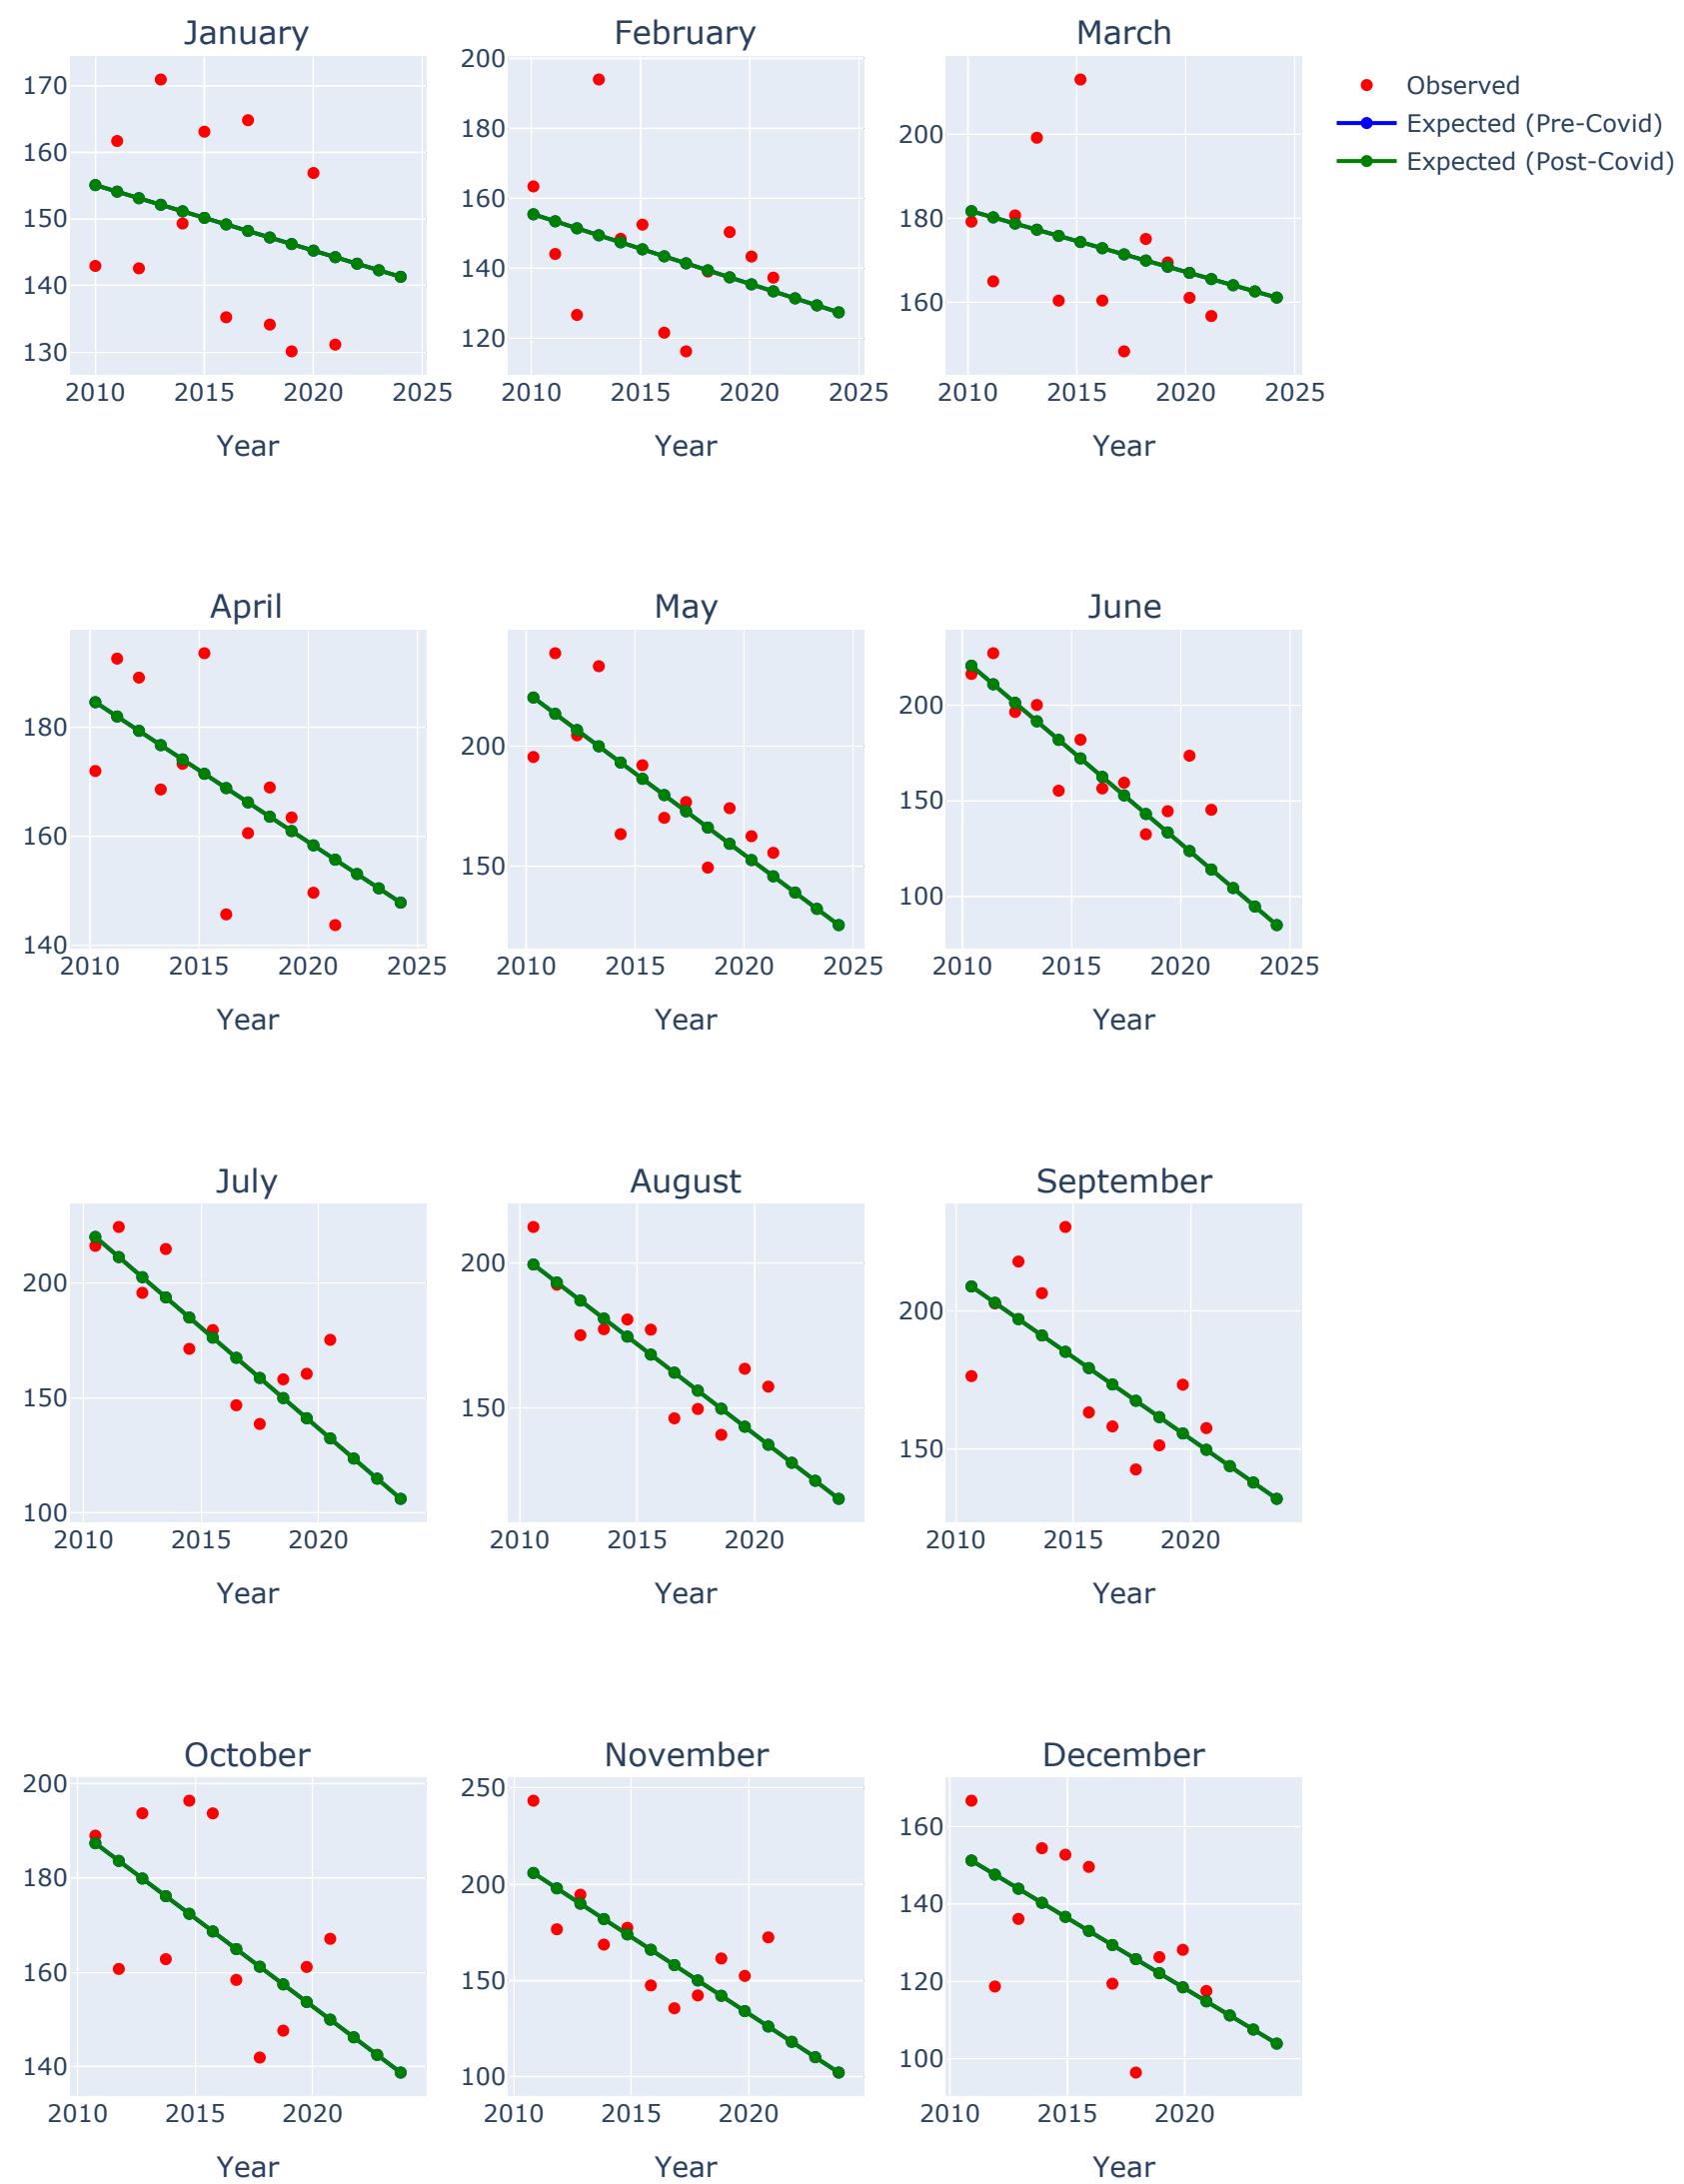 January February March
170
160
150
140
130
2010 2015 2020 2025
Year
200
180
160
140
120
2010 2015 2020 2025
Year
200
180
160
2010 2015 2020 2025
Year
Observed
Expected (Pre-Covid)
Expected (Post-Covid)
April May June
180
160
140
2010 2015 2020 2025
Year
200
150
2010 2015 2020 2025
Year
200
150
100
2010 2015 2020 2025
Year
July August September
200
150
100
2010 2015 2020
Year
200
150
2010 2015 2020
Year
200
150
2010 2015 2020
Year
October November December
200
180
160
140
2010 2015 2020
Year
250
200
150
100
2010 2015 2020
Year
160
140
120
100
2010 2015 2020
Year